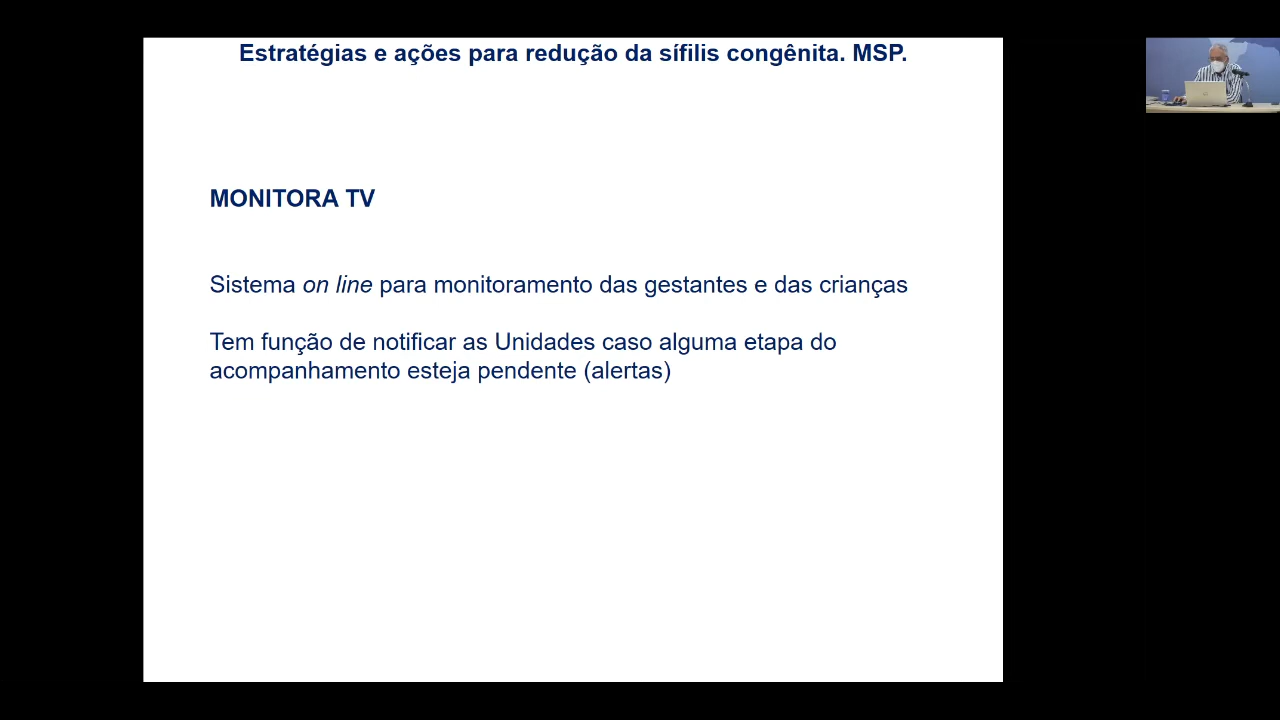 Estratégias e ações para redução da sífilis congênita. MSP.
MONITORA TV
Sistema on line para monitoramento das gestantes e das crianças
Tem função de notificar as Unidades caso alguma etapa do
acompanhamento esteja pendente (alertas)